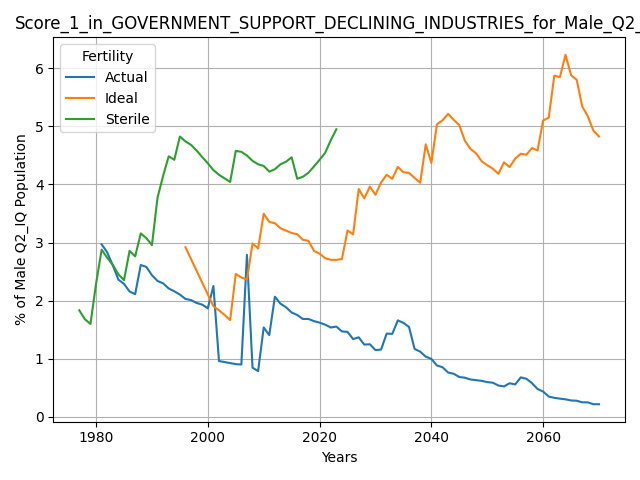 Score_1_in_GOVERNMENT_SUPPORT_DECLINING_INDUSTRIES_for_Male_Q2_
Fertility
Actual
Ideal
Sterile
% of Male Q2_IQ Population
6
5
4
3
2
1
0
1980 2000 2020 2040 2060
Years